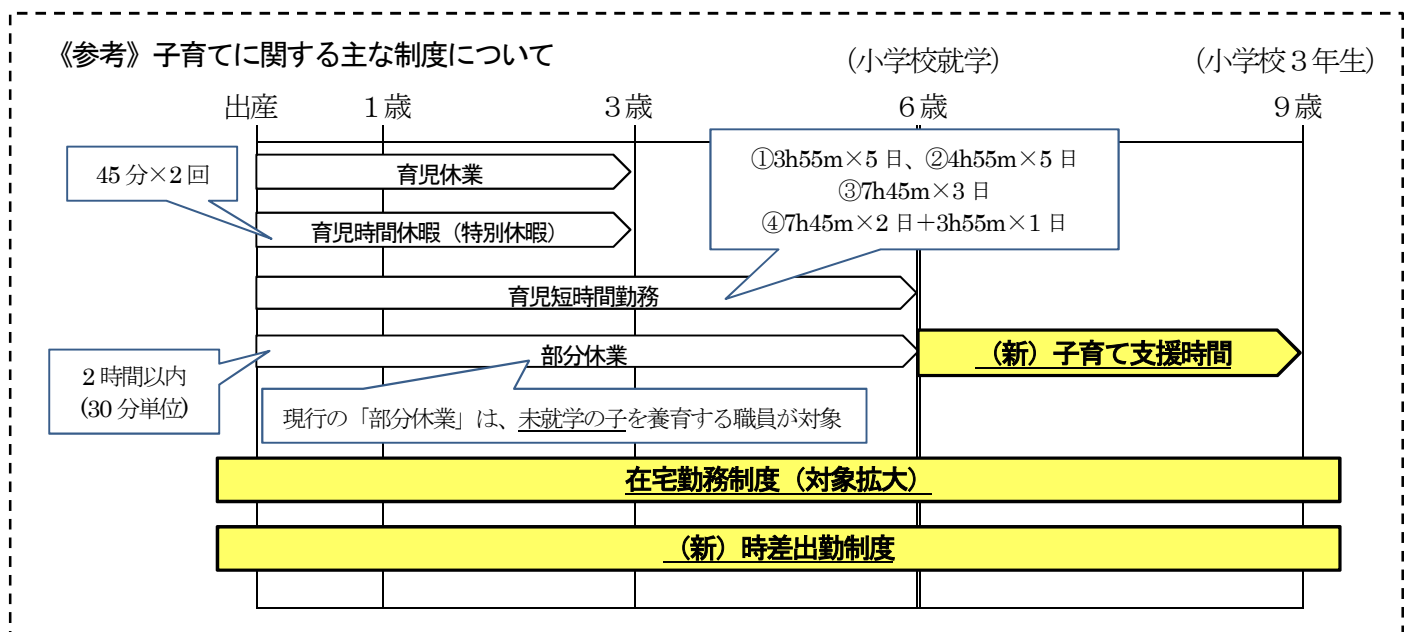 《参考》子育てに関する主な制度について
(小学校就学)
(小学校3年生)
出産
1歳
3歳
6歳
9歳
45分×2回
育児休業
①3h55m×5日、②4h55m×5日
③7h45m×3日
④7h45m×2日+3h55m×1日
育児時間休暇(特別休暇)
育児短時間勤務
2時間以内
(30分単位)
部分休業
(新)子育て支援時間
現行の「部分休業」は、未就学の子を養育する職員が対象
在宅勤務制度(対象拡大)
(新)時差出勤制度